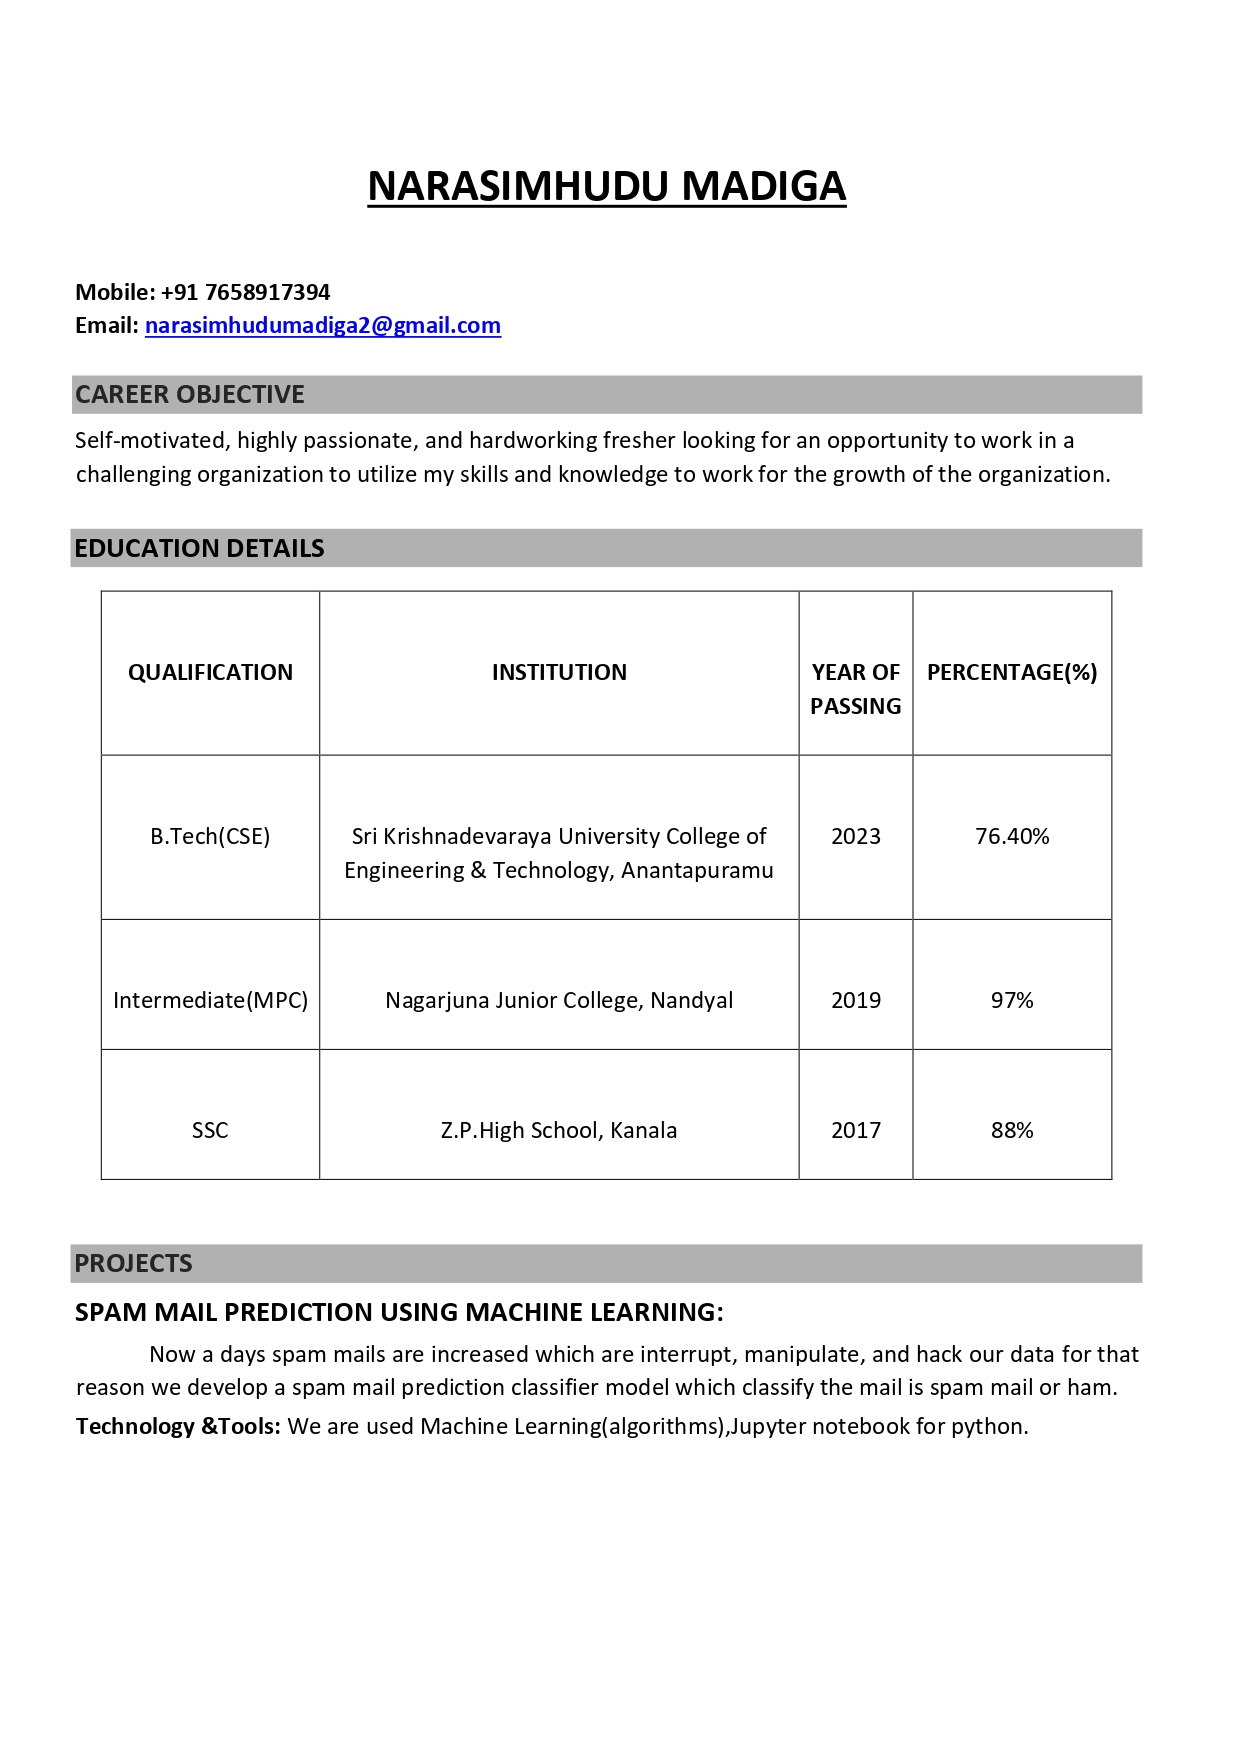 NARASIMHUDU MADIGA
Mobile: +91 7658917394
Email: narasimhudumadiga2@gmail.com
CAREER OBJECTIVE
Self-motivated, highly passionate, and hardworking fresher looking for an opportunity to work in a
challenging organization to utilize my skills and knowledge to work for the growth of the organization.
EDUCATION DETAILS
QUALIFICATION INSTITUTION YEAR OF PERCENTAGE(%)
PASSING
B.Tech(CSE) Sri Krishnadevaraya University College of 2023 76.40%
Engineering & Technology, Anantapuramu
Intermediate(MPC) Nagarjuna Junior College, Nandyal 2019 97%
SSC Z.P.High School, Kanala 2017 88%
PROJECTS
SPAM MAIL PREDICTION USING MACHINE LEARNING:
Now a days spam mails are increased which are interrupt, manipulate, and hack our data for that
reason we develop a spam mail prediction classifier model which classify the mail is spam mail or ham.
Technology &Tools: We are used Machine Learning(algorithms),Jupyter notebook for python.